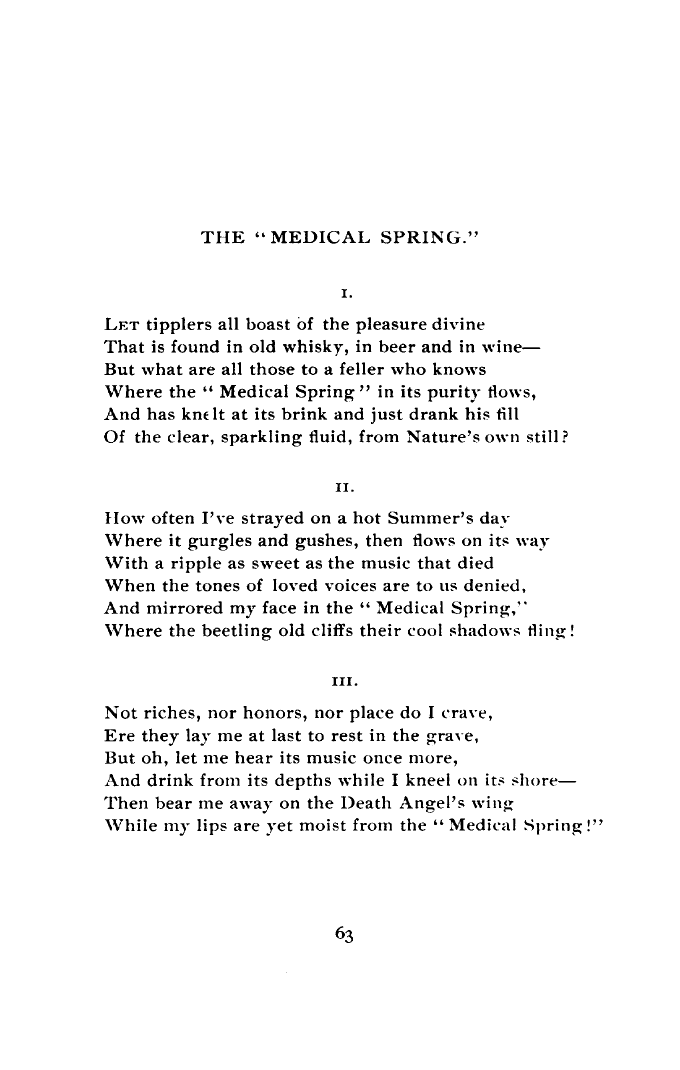 THE "MEDICAL SPRING."
I.
LET tipplers all boast of the pleasure divine
That is found in old whisky, in beer and in wine—
But what are all those to a feller who knows
Where the "Medical Spring" in its purity flows,
And has knelt at its brink and just drank his fill
Of the clear, sparkling fluid, from Nature's own still?
II.
How often I've strayed on a hot Summer's day
Where it gurgles and gushes, then flows on its way
With a ripple as sweet as the music that died
When the tones of loved voices are to us denied,
And mirrored my face in the "Medical Spring,"
Where the beetling old cliffs their cool shadows fling!
III.
Not riches, nor honors, nor place do I crave,
Ere they lay me at last to rest in the grave,
But oh, let me hear its music once more,
And drink from its depths while I kneel on its shore—
Then bear me away on the Death Angel's wing
While my lips are yet moist from the "Medical Spring!"
63